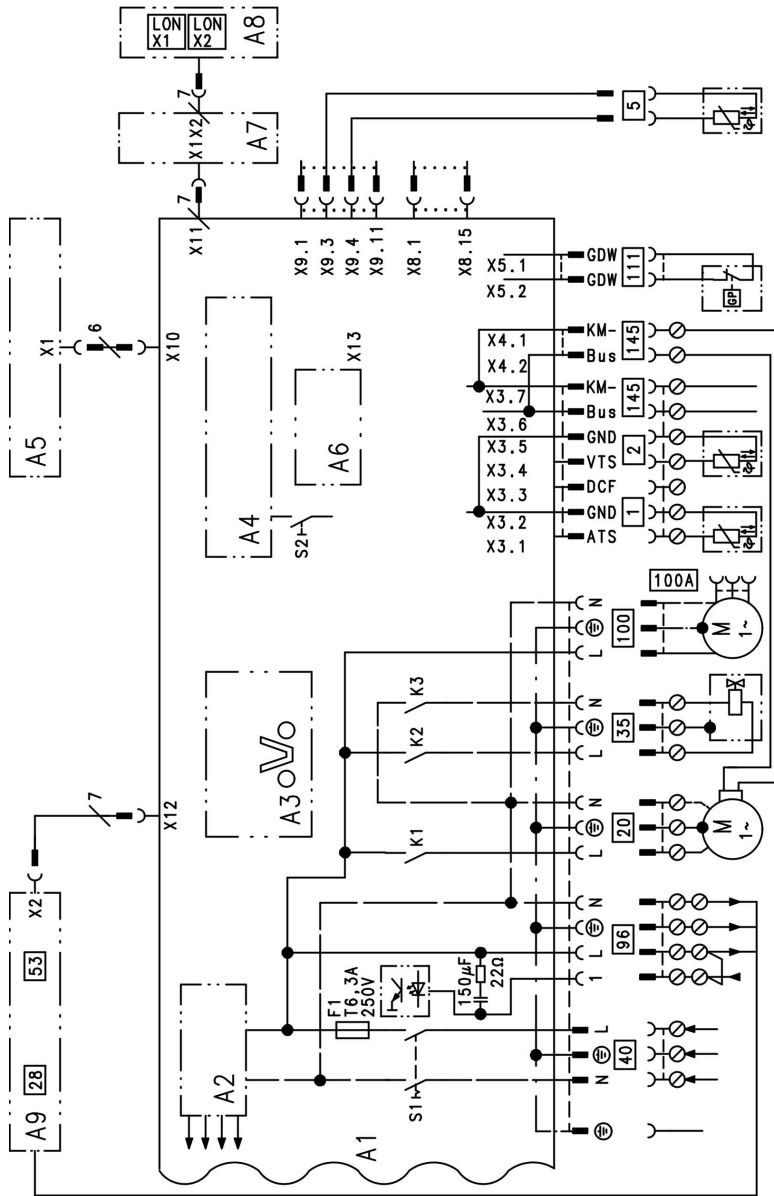 LON X1
LON X2
A8
7
X1
X2
A7
7
X11
A5
X1
6
X10
X9.1
X9.3
X9.4
X9.11
X8.1
X8.15
5
ϑ
X13
A6
A4
S2
X5.1
X5.2
X4.1
X4.2
X3.7
X3.6
X3.5
X3.4
X3.3
X3.2
X3.1
GDW
GDW
111
GP
KM-
Bus
145
KM-
Bus
145
GND
VTS
2
DCF
GND
ATS
1
ϑ
ϑ
A3
X12
7
A9
28
53
X2
A2
A1
S1
F1
T6,3A
250V
150µF
22Ω
K1
K2
K3
100A
N
L
100
M
1~
N
L
35
N
L
20
M
1~
N
L
1
96
L
N
40